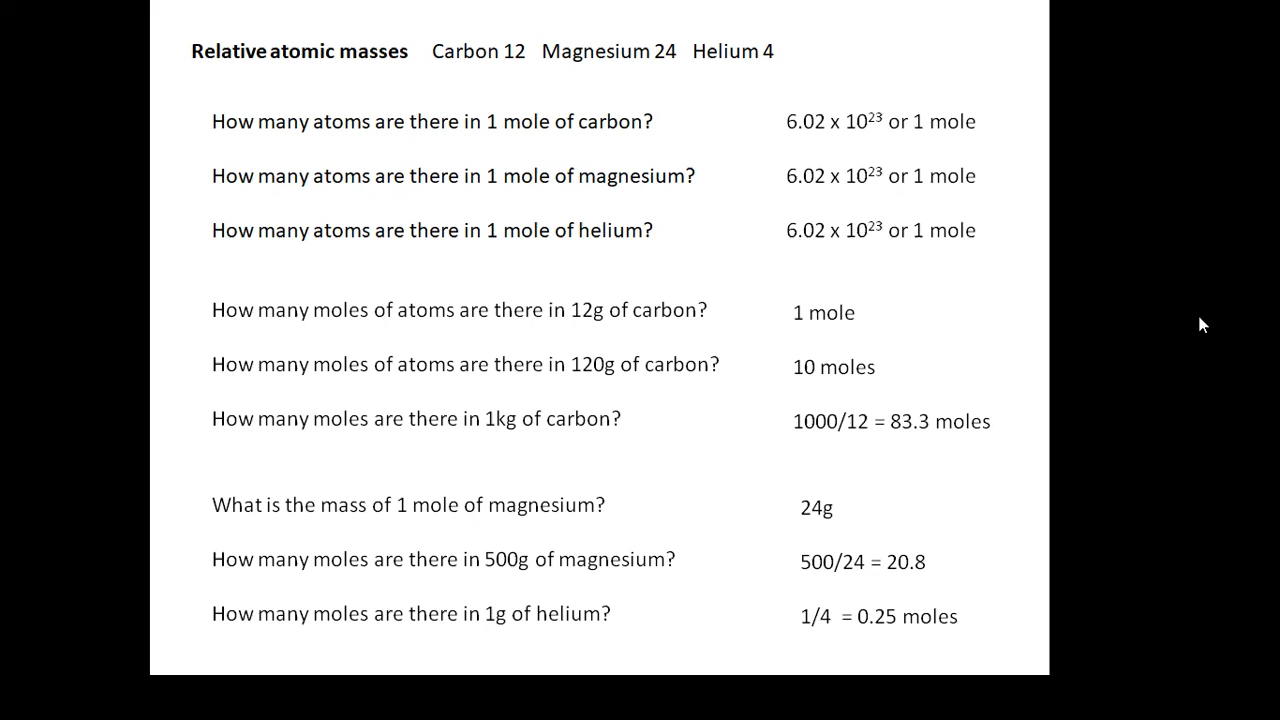 Relative atomic masses Carbon 12 Magnesium 24 Helium 4
How many atoms are there in 1 mole of carbon? 6.02 x 10²³ or 1 mole
How many atoms are there in 1 mole of magnesium? 6.02 x 10²³ or 1 mole
How many atoms are there in 1 mole of helium? 6.02 x 10²³ or 1 mole
How many moles of atoms are there in 12g of carbon? 1 mole
How many moles of atoms are there in 120g of carbon? 10 moles
How many moles are there in 1kg of carbon? 1000/12 = 83.3 moles
What is the mass of 1 mole of magnesium? 24g
How many moles are there in 500g of magnesium? 500/24 = 20.8
How many moles are there in 1g of helium? 1/4 = 0.25 moles